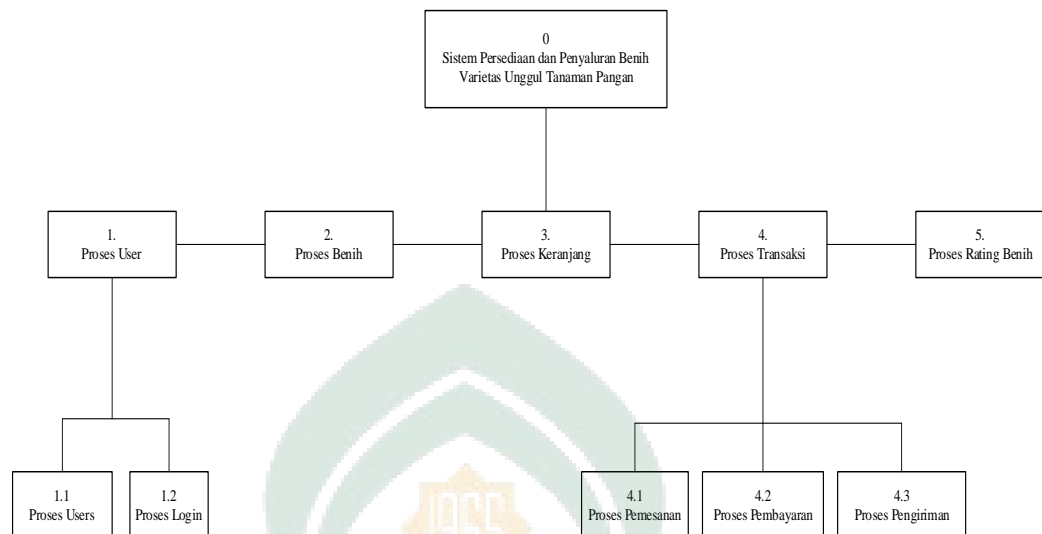 0
Sistem Persediaan dan Penyaluran Benih
Varietas Unggul Tanaman Pangan
1.
Proses User
2.
Proses Benih
3.
Proses Keranjang
4.
Proses Transaksi
5.
Proses Rating Benih
1.1
Proses Users
1.2
Proses Login
4.1
Proses Pemesanan
4.2
Proses Pembayaran
4.3
Proses Pengiriman
1965